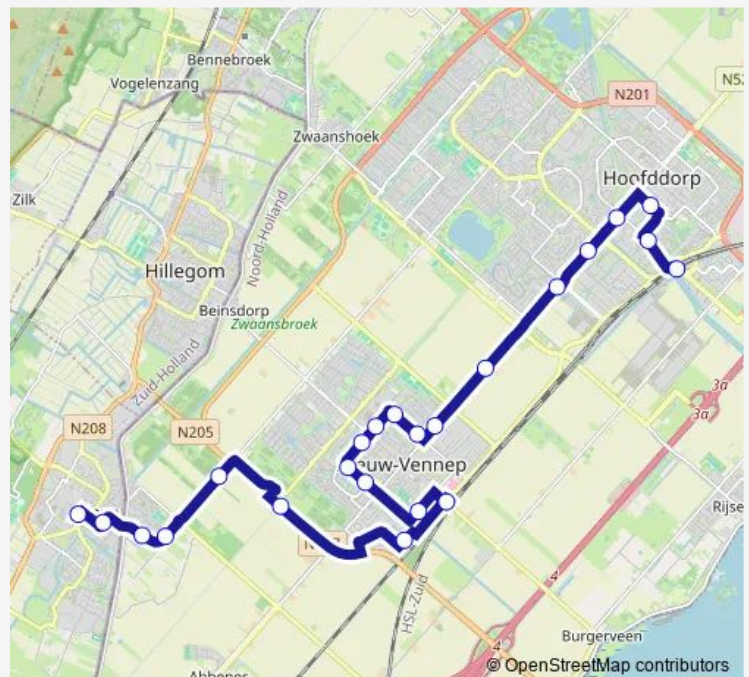 Bennebroek
Vogelenzang
N201
Zwaanshoek
Hoofddorp
Zilk
Noord-Holland
Hillegom
Beinsdorp
Zwaansbroek
Zuid-Holland
3a
3a
N208
N205
euw-Vennep
Rijse
4
HSL-Zuid
Burgerveen
4
© OpenStreetMap contributors